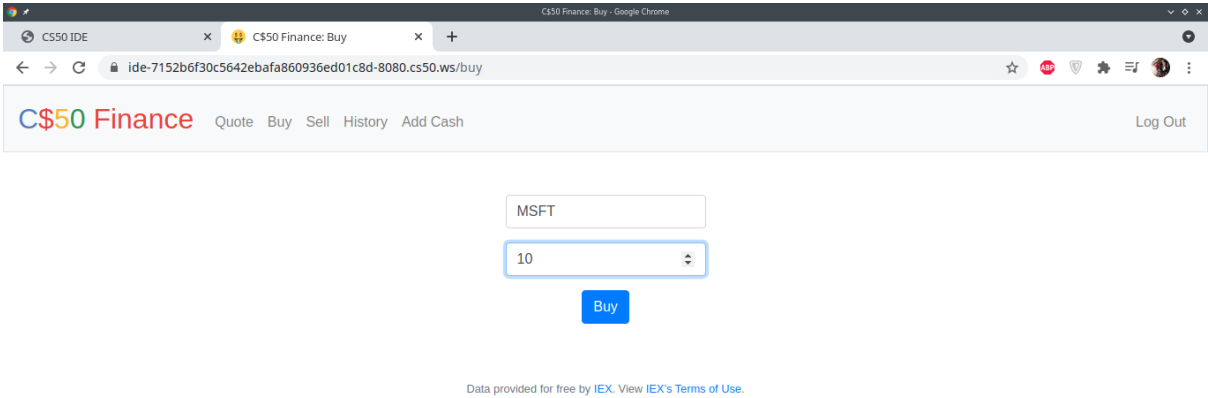 C$50 Finance: Buy - Google Chrome
CS50 IDE
C$50 Finance: Buy
ide-7152b6f30c5642ebafa860936ed01c8d-8080.cs50.ws/buy
ABP
C$50 Finance Quote Buy Sell History Add Cash Log Out
MSFT
10
Buy
Data provided for free by IEX. View IEX's Terms of Use.